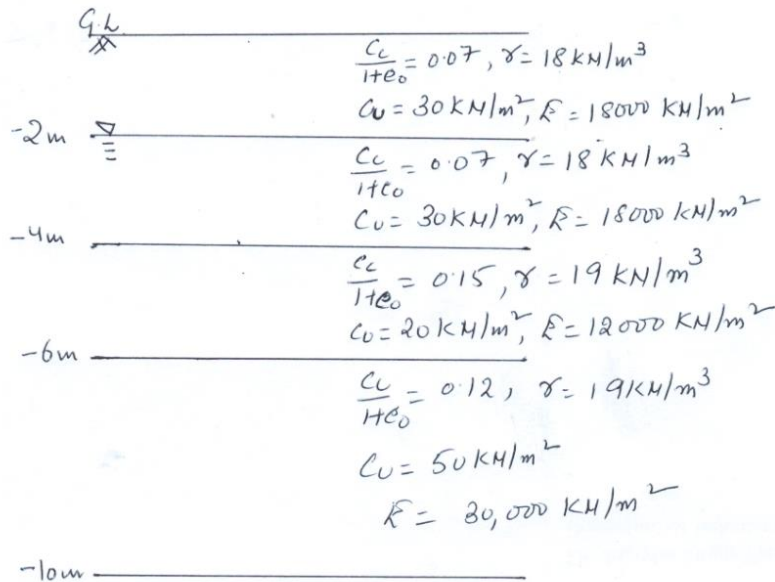 G.L
Cc/1+e₀ = 0.07, γ = 18 KN/m³
Cu = 30 KN/m², E = 18000 KN/m²
-2m
Cc/1+e₀ = 0.07, γ = 18 KN/m³
Cu = 30 KN/m², E = 18000 KN/m²
-4m
Cc/1+e₀ = 0.15, γ = 19 KN/m³
Cu = 20 KN/m², E = 12000 KN/m²
-6m
Cc/1+e₀ = 0.12, γ = 19 KN/m³
Cu = 50 KN/m²
E = 30,000 KN/m²
-10m